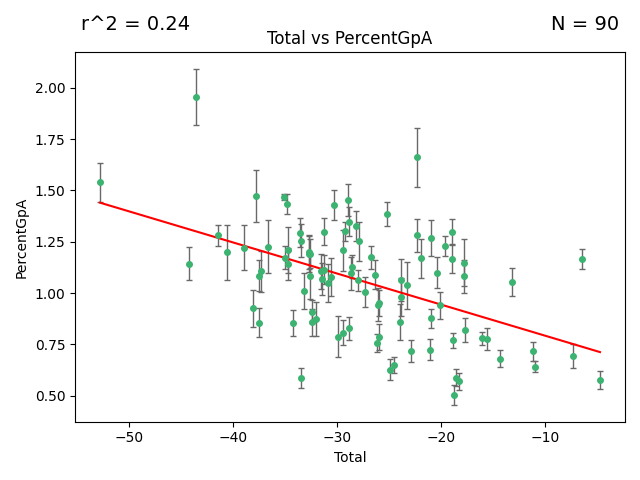 r^2 = 0.24
N = 90
Total vs PercentGpA
PercentGpA
2.00
1.75
1.50
1.25
1.00
0.75
0.50
−50
−40
−30
−20
−10
Total